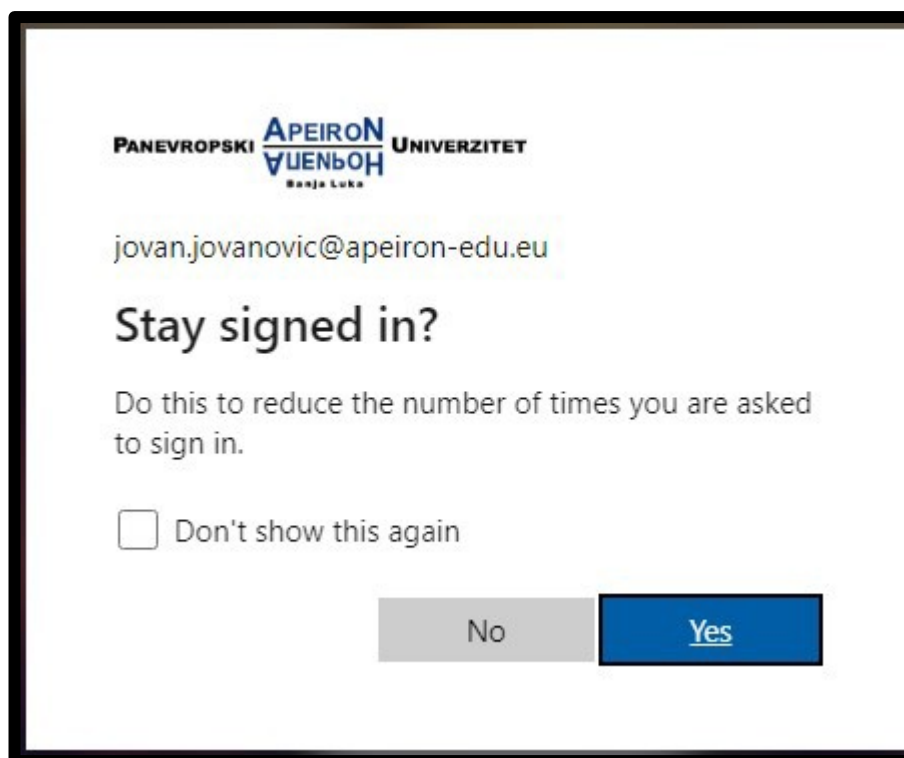 PANEVROPSKI APEIRON АПЕИРОН UNIVERZITET
Banja Luka
jovan.jovanovic@apeiron-edu.eu
Stay signed in?
Do this to reduce the number of times you are asked
to sign in.
Don't show this again
No Yes